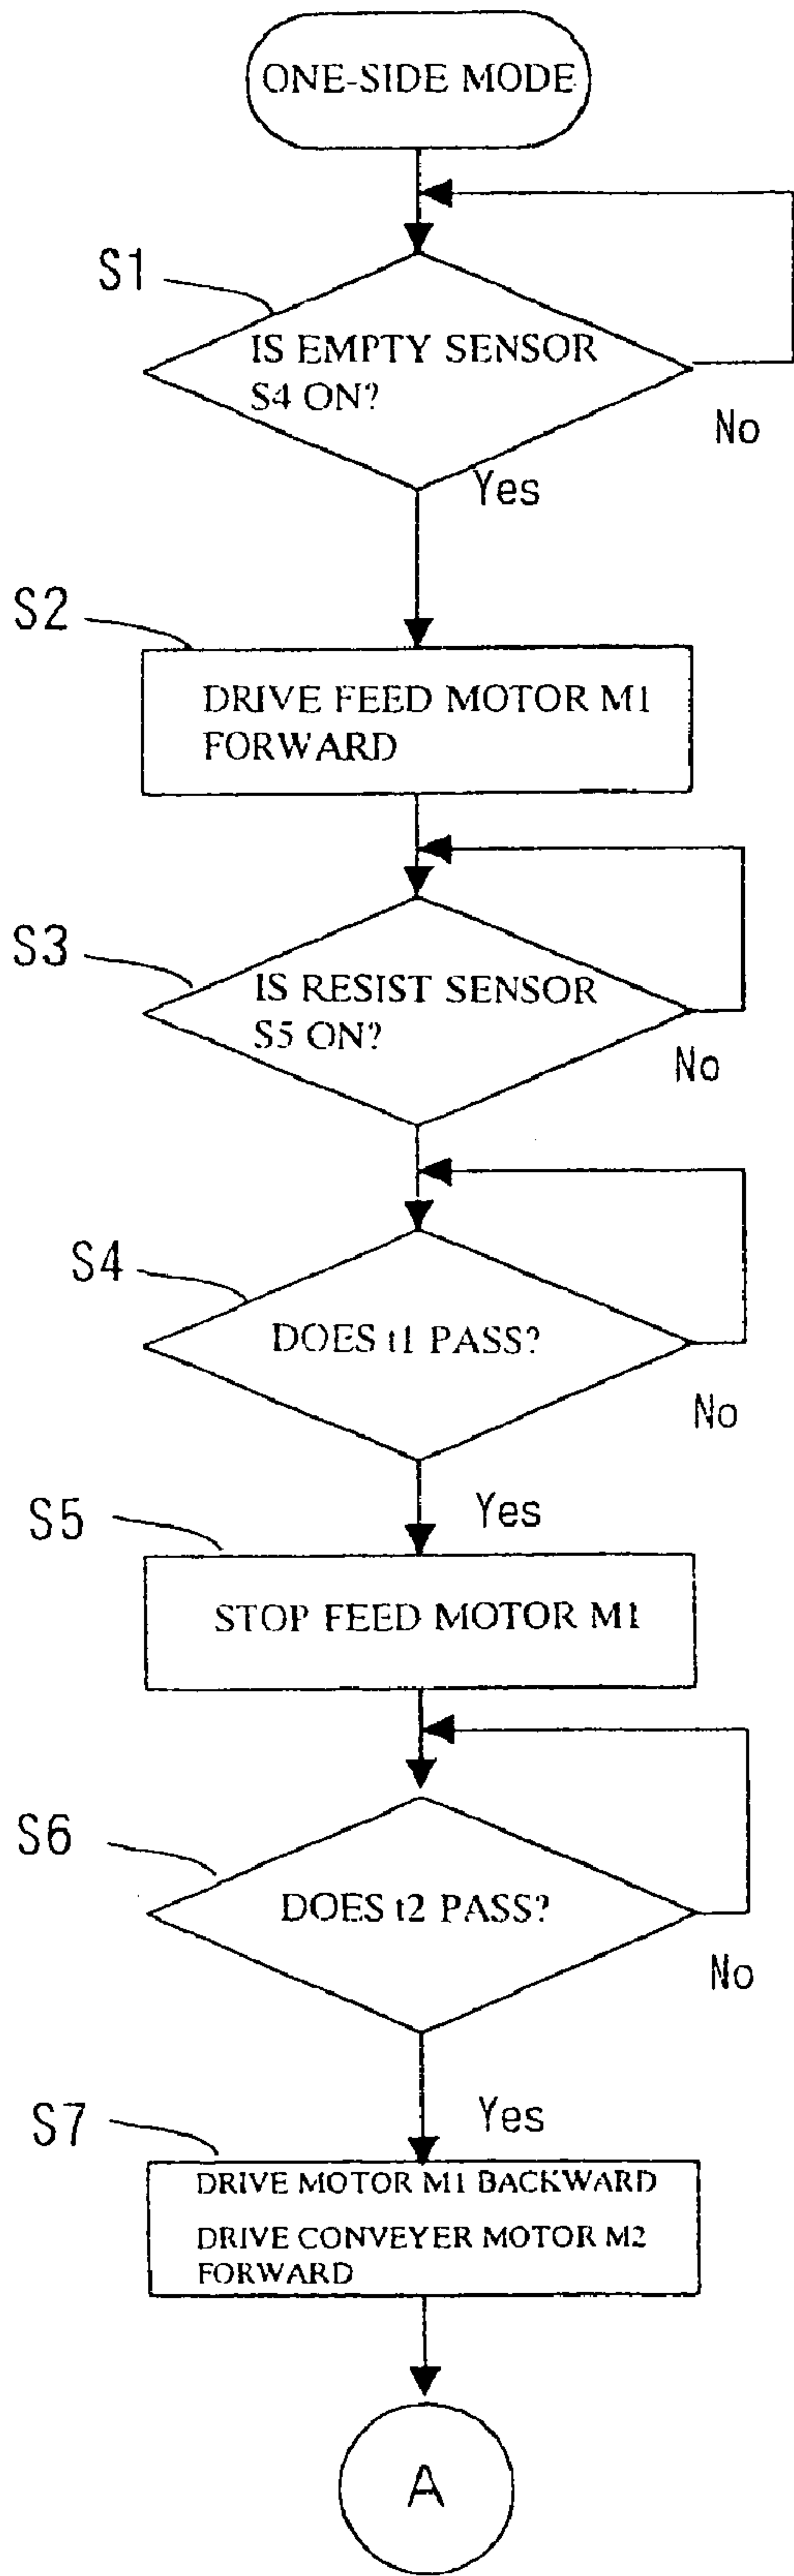 ONE-SIDE MODE
S1
IS EMPTY SENSOR
S4 ON?
No
Yes
S2
DRIVE FEED MOTOR M1
FORWARD
S3
IS RESIST SENSOR
S5 ON?
No
S4
DOES t1 PASS?
No
Yes
S5
STOP FEED MOTOR M1
S6
DOES t2 PASS?
No
Yes
S7
DRIVE MOTOR M1 BACKWARD
DRIVE CONVEYER MOTOR M2
FORWARD
A